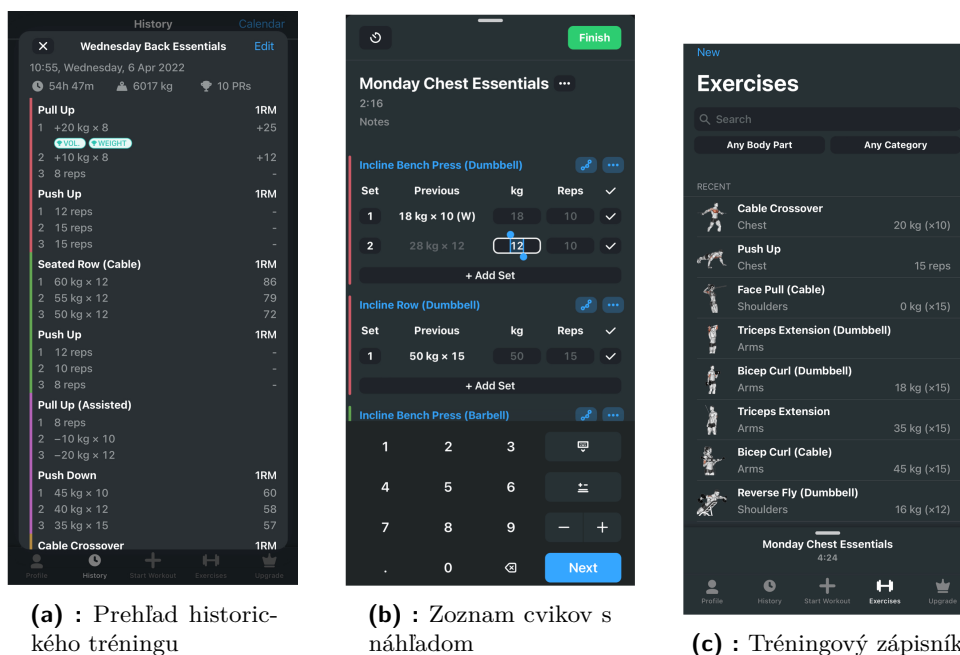 History Calendar
Wednesday Back Essentials Edit
10:55, Wednesday, 6 Apr 2022
54h 47m 6017 kg 10 PRs
Pull Up 1RM
1 +20 kg × 8 +25
VOL. WEIGHT
2 +10 kg × 8 +12
3 8 reps -
Push Up 1RM
1 12 reps -
2 15 reps -
3 15 reps -
Seated Row (Cable) 1RM
1 60 kg × 12 86
2 55 kg × 12 79
3 50 kg × 12 72
Push Up 1RM
1 12 reps -
2 10 reps -
3 8 reps -
Pull Up (Assisted)
1 8 reps
2 −10 kg × 10
3 −20 kg × 12
Push Down 1RM
1 45 kg × 10 60
2 40 kg × 12 58
3 35 kg × 15 57
Cable Crossover 1RM
Profile History Start Workout Exercises Upgrade
(a) : Prehľad historic-
kého tréningu
Finish
Monday Chest Essentials
2:16
Notes
Incline Bench Press (Dumbbell)
Set Previous kg Reps
1 18 kg × 10 (W) 18 10
2 28 kg × 12 12 10
+ Add Set
Incline Row (Dumbbell)
Set Previous kg Reps
1 50 kg × 15 50 15
+ Add Set
Incline Bench Press (Barbell)
1 2 3
4 5 6
7 8 9 − +
. 0 Next
(b) : Zoznam cvikov s
náhľadom
New
Exercises
Search
Any Body Part Any Category
RECENT
Cable Crossover
Chest 20 kg (×10)
Push Up
Chest 15 reps
Face Pull (Cable)
Shoulders 0 kg (×15)
Triceps Extension (Dumbbell)
Arms
Bicep Curl (Dumbbell)
Arms 18 kg (×15)
Triceps Extension
Arms 35 kg (×15)
Bicep Curl (Cable)
Arms 45 kg (×15)
Reverse Fly (Dumbbell)
Shoulders 16 kg (×12)
Monday Chest Essentials
4:24
Profile History Start Workout Exercises Upgrade
(c) : Tréningový zápisník